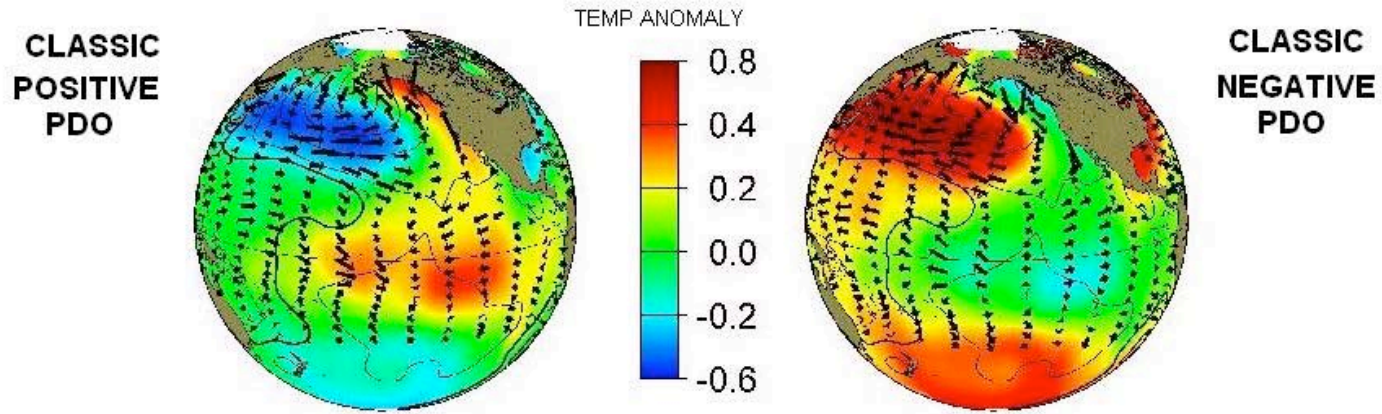 CLASSIC
POSITIVE
PDO
TEMP ANOMALY
0.8
0.4
0.2
0.0
-0.2
-0.6
CLASSIC
NEGATIVE
PDO